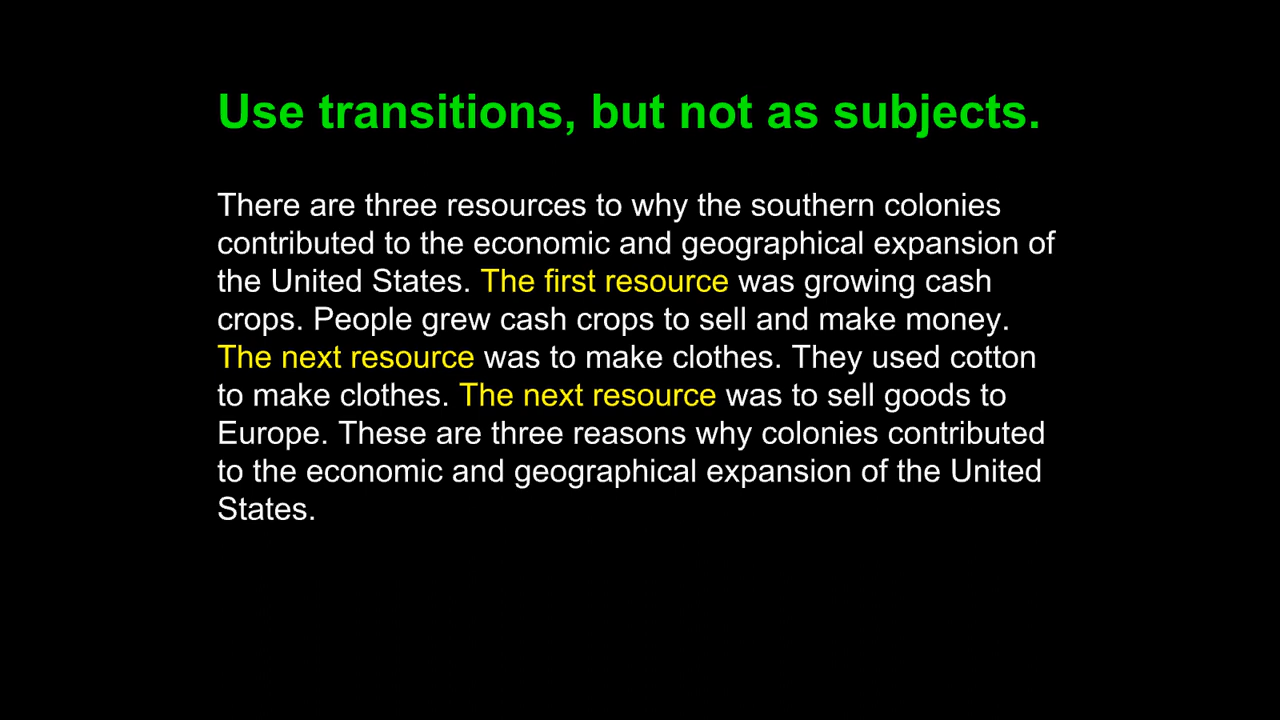 Use transitions, but not as subjects.
There are three resources to why the southern colonies
contributed to the economic and geographical expansion of
the United States. The first resource was growing cash
crops. People grew cash crops to sell and make money.
The next resource was to make clothes. They used cotton
to make clothes. The next resource was to sell goods to
Europe. These are three reasons why colonies contributed
to the economic and geographical expansion of the United
States.